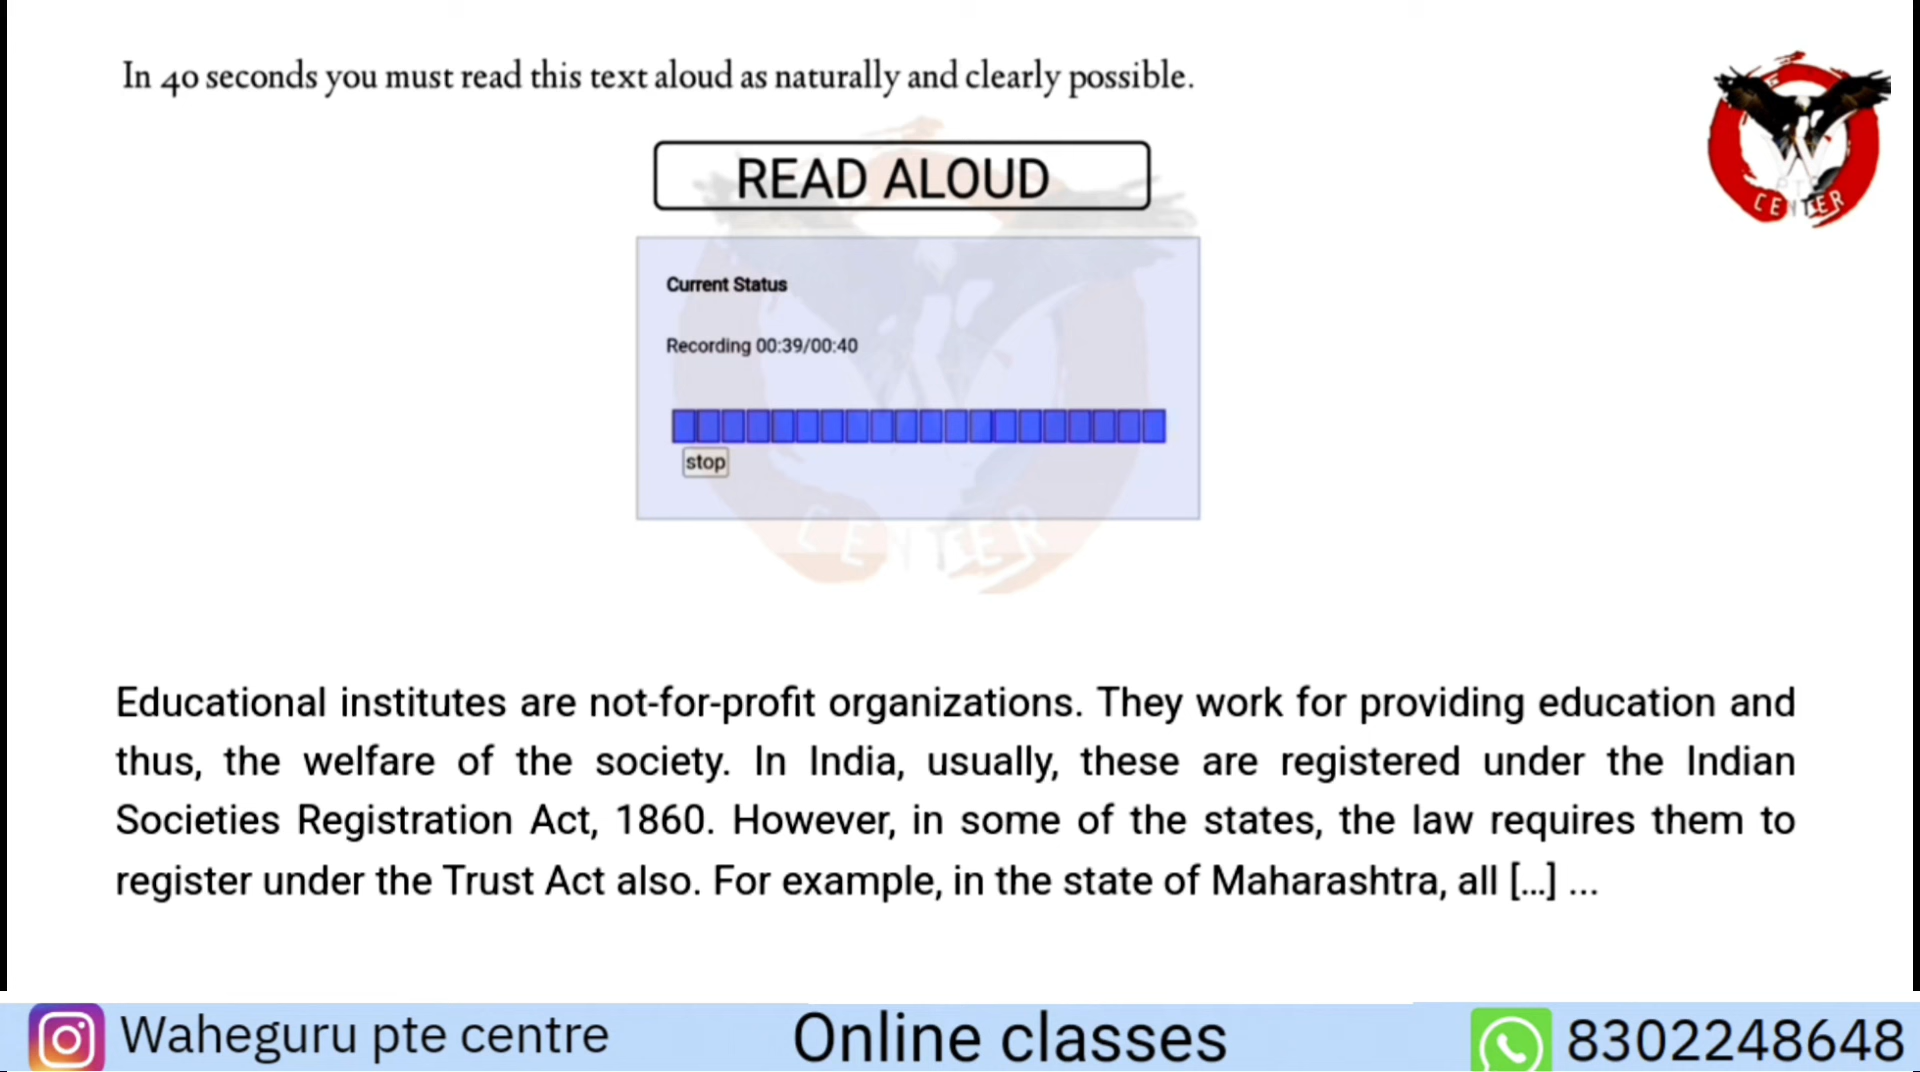 In 40 seconds you must read this text aloud as naturally and clearly possible.
W
CENTER
READ ALOUD
Current Status
Recording 00:39/00:40
stop
CENTER
Educational institutes are not-for-profit organizations. They work for providing education and
thus, the welfare of the society. In India, usually, these are registered under the Indian
Societies Registration Act, 1860. However, in some of the states, the law requires them to
register under the Trust Act also. For example, in the state of Maharashtra, all [...] ...
Waheguru pte centre
Online classes
8302248648